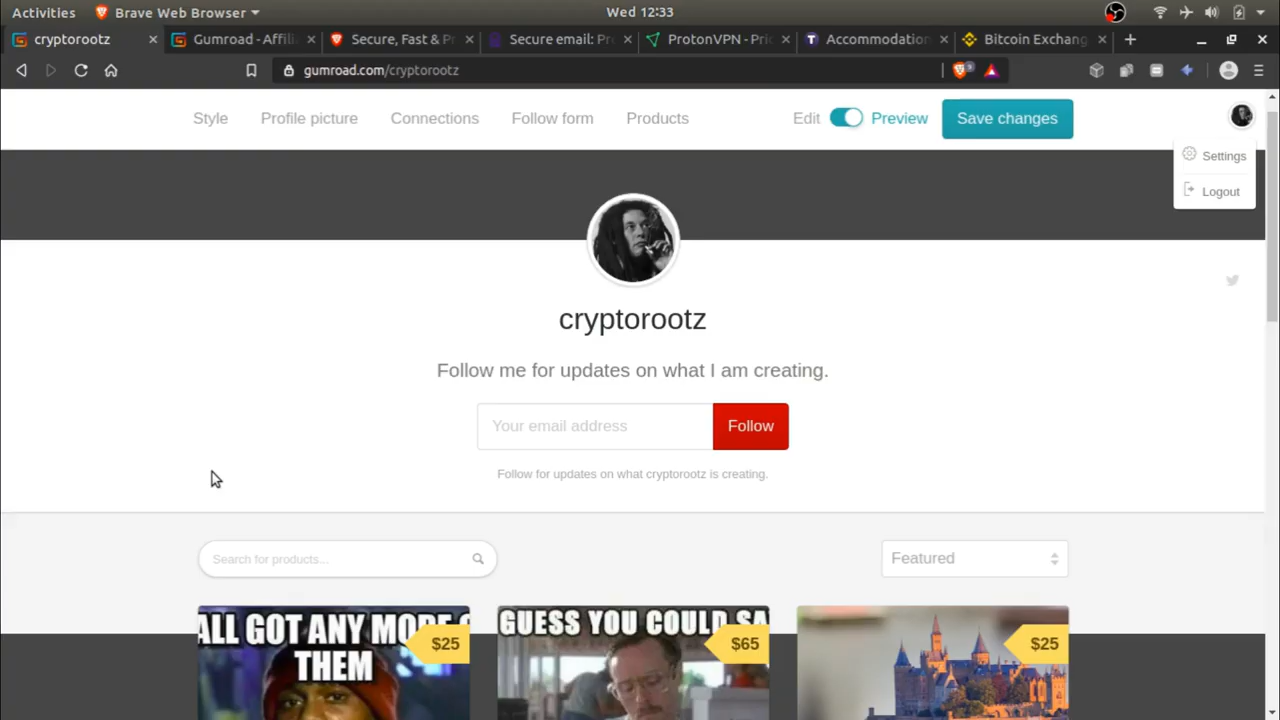 Activities Brave Web Browser Wed 12:33
cryptorootz Gumroad - Affili Secure, Fast & Pr Secure email: Pro ProtonVPN - Pric Accommodation Bitcoin Exchang
gumroad.com/cryptorootz
Style Profile picture Connections Follow form Products Edit Preview Save changes
Settings
Logout
cryptorootz
Follow me for updates on what I am creating.
Your email address Follow
Follow for updates on what cryptorootz is creating.
Search for products... Featured
ALL GOT ANY MORE O
THEM
$25
GUESS YOU COULD SA
$65
$25